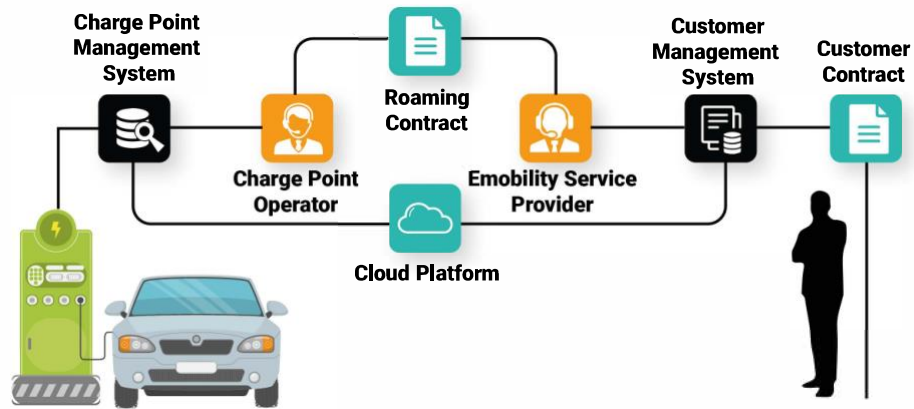 Charge Point
Management
System
Roaming
Contract
Customer
Management
System
Customer
Contract
Charge Point
Operator
Emobility Service
Provider
Cloud Platform